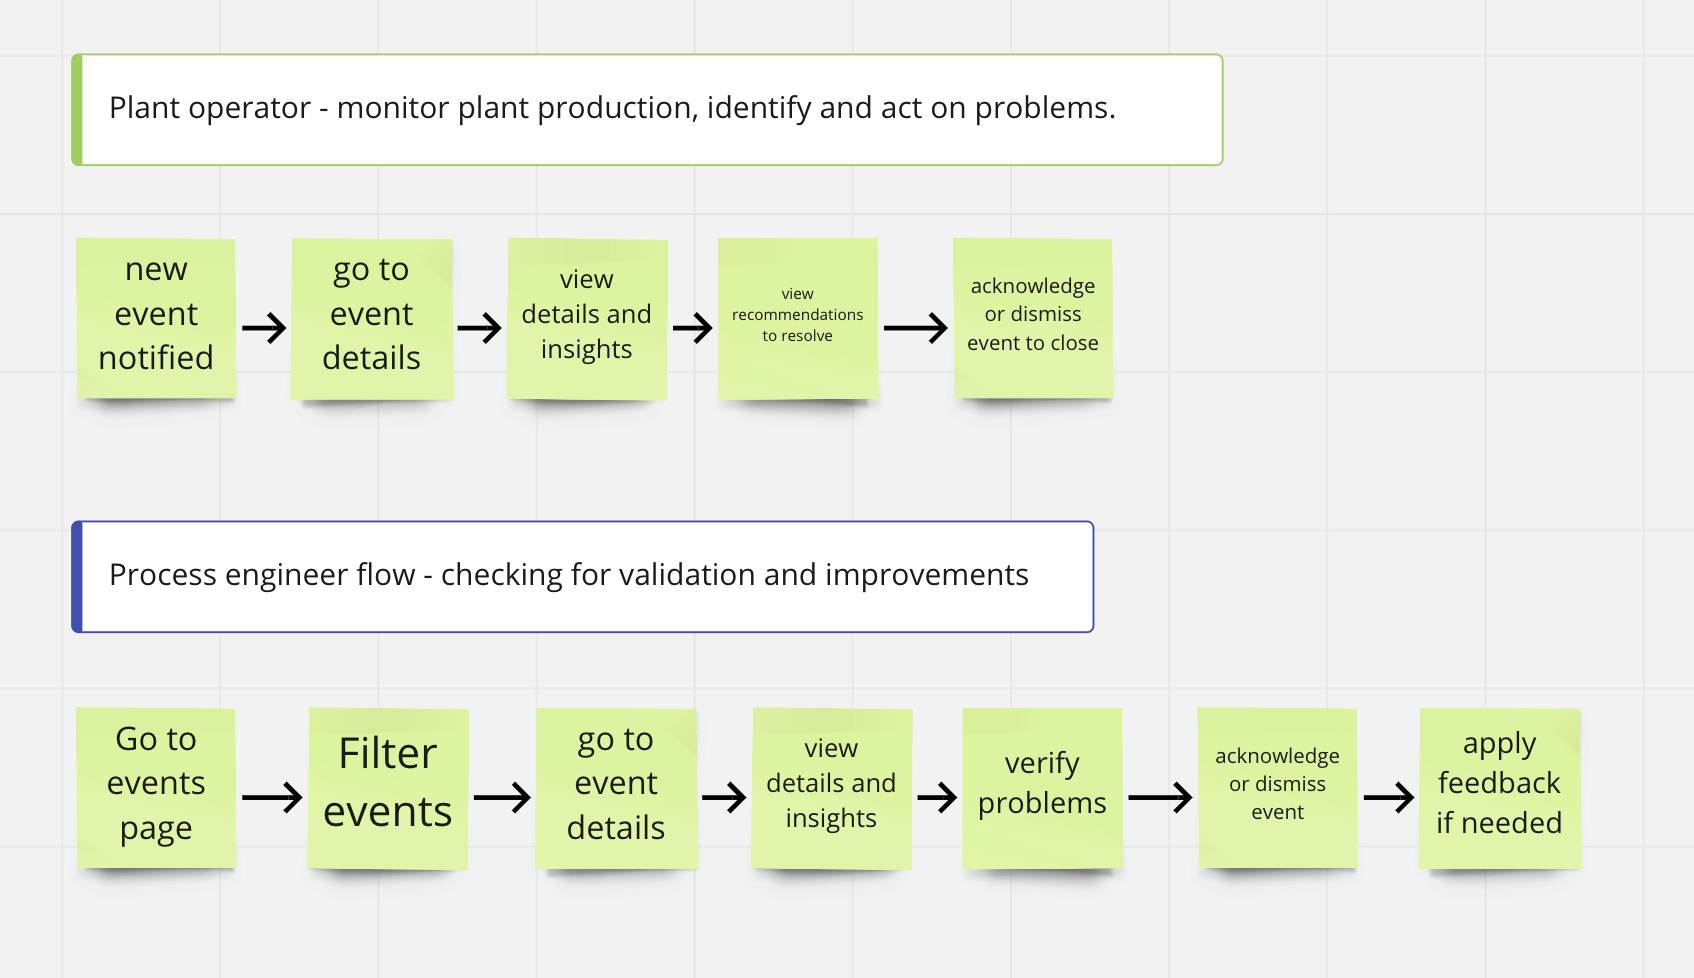 Plant operator - monitor plant production, identify and act on problems.
new
event
notified
go to
event
details
view
details and
insights
view
recommendations
to resolve
acknowledge
or dismiss
event to close
Process engineer flow - checking for validation and improvements
Go to
events
page
Filter
events
go to
event
details
view
details and
insights
verify
problems
acknowledge
or dismiss
event
apply
feedback
if needed